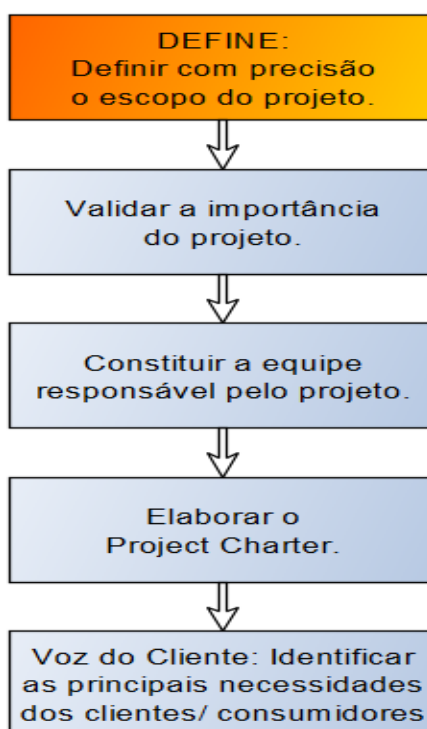 DEFINE:
Definir com precisão
o escopo do projeto.
Validar a importância
do projeto.
Constituir a equipe
responsável pelo projeto.
Elaborar o
Project Charter.
Voz do Cliente: Identificar
as principais necessidades
dos clientes/ consumidores